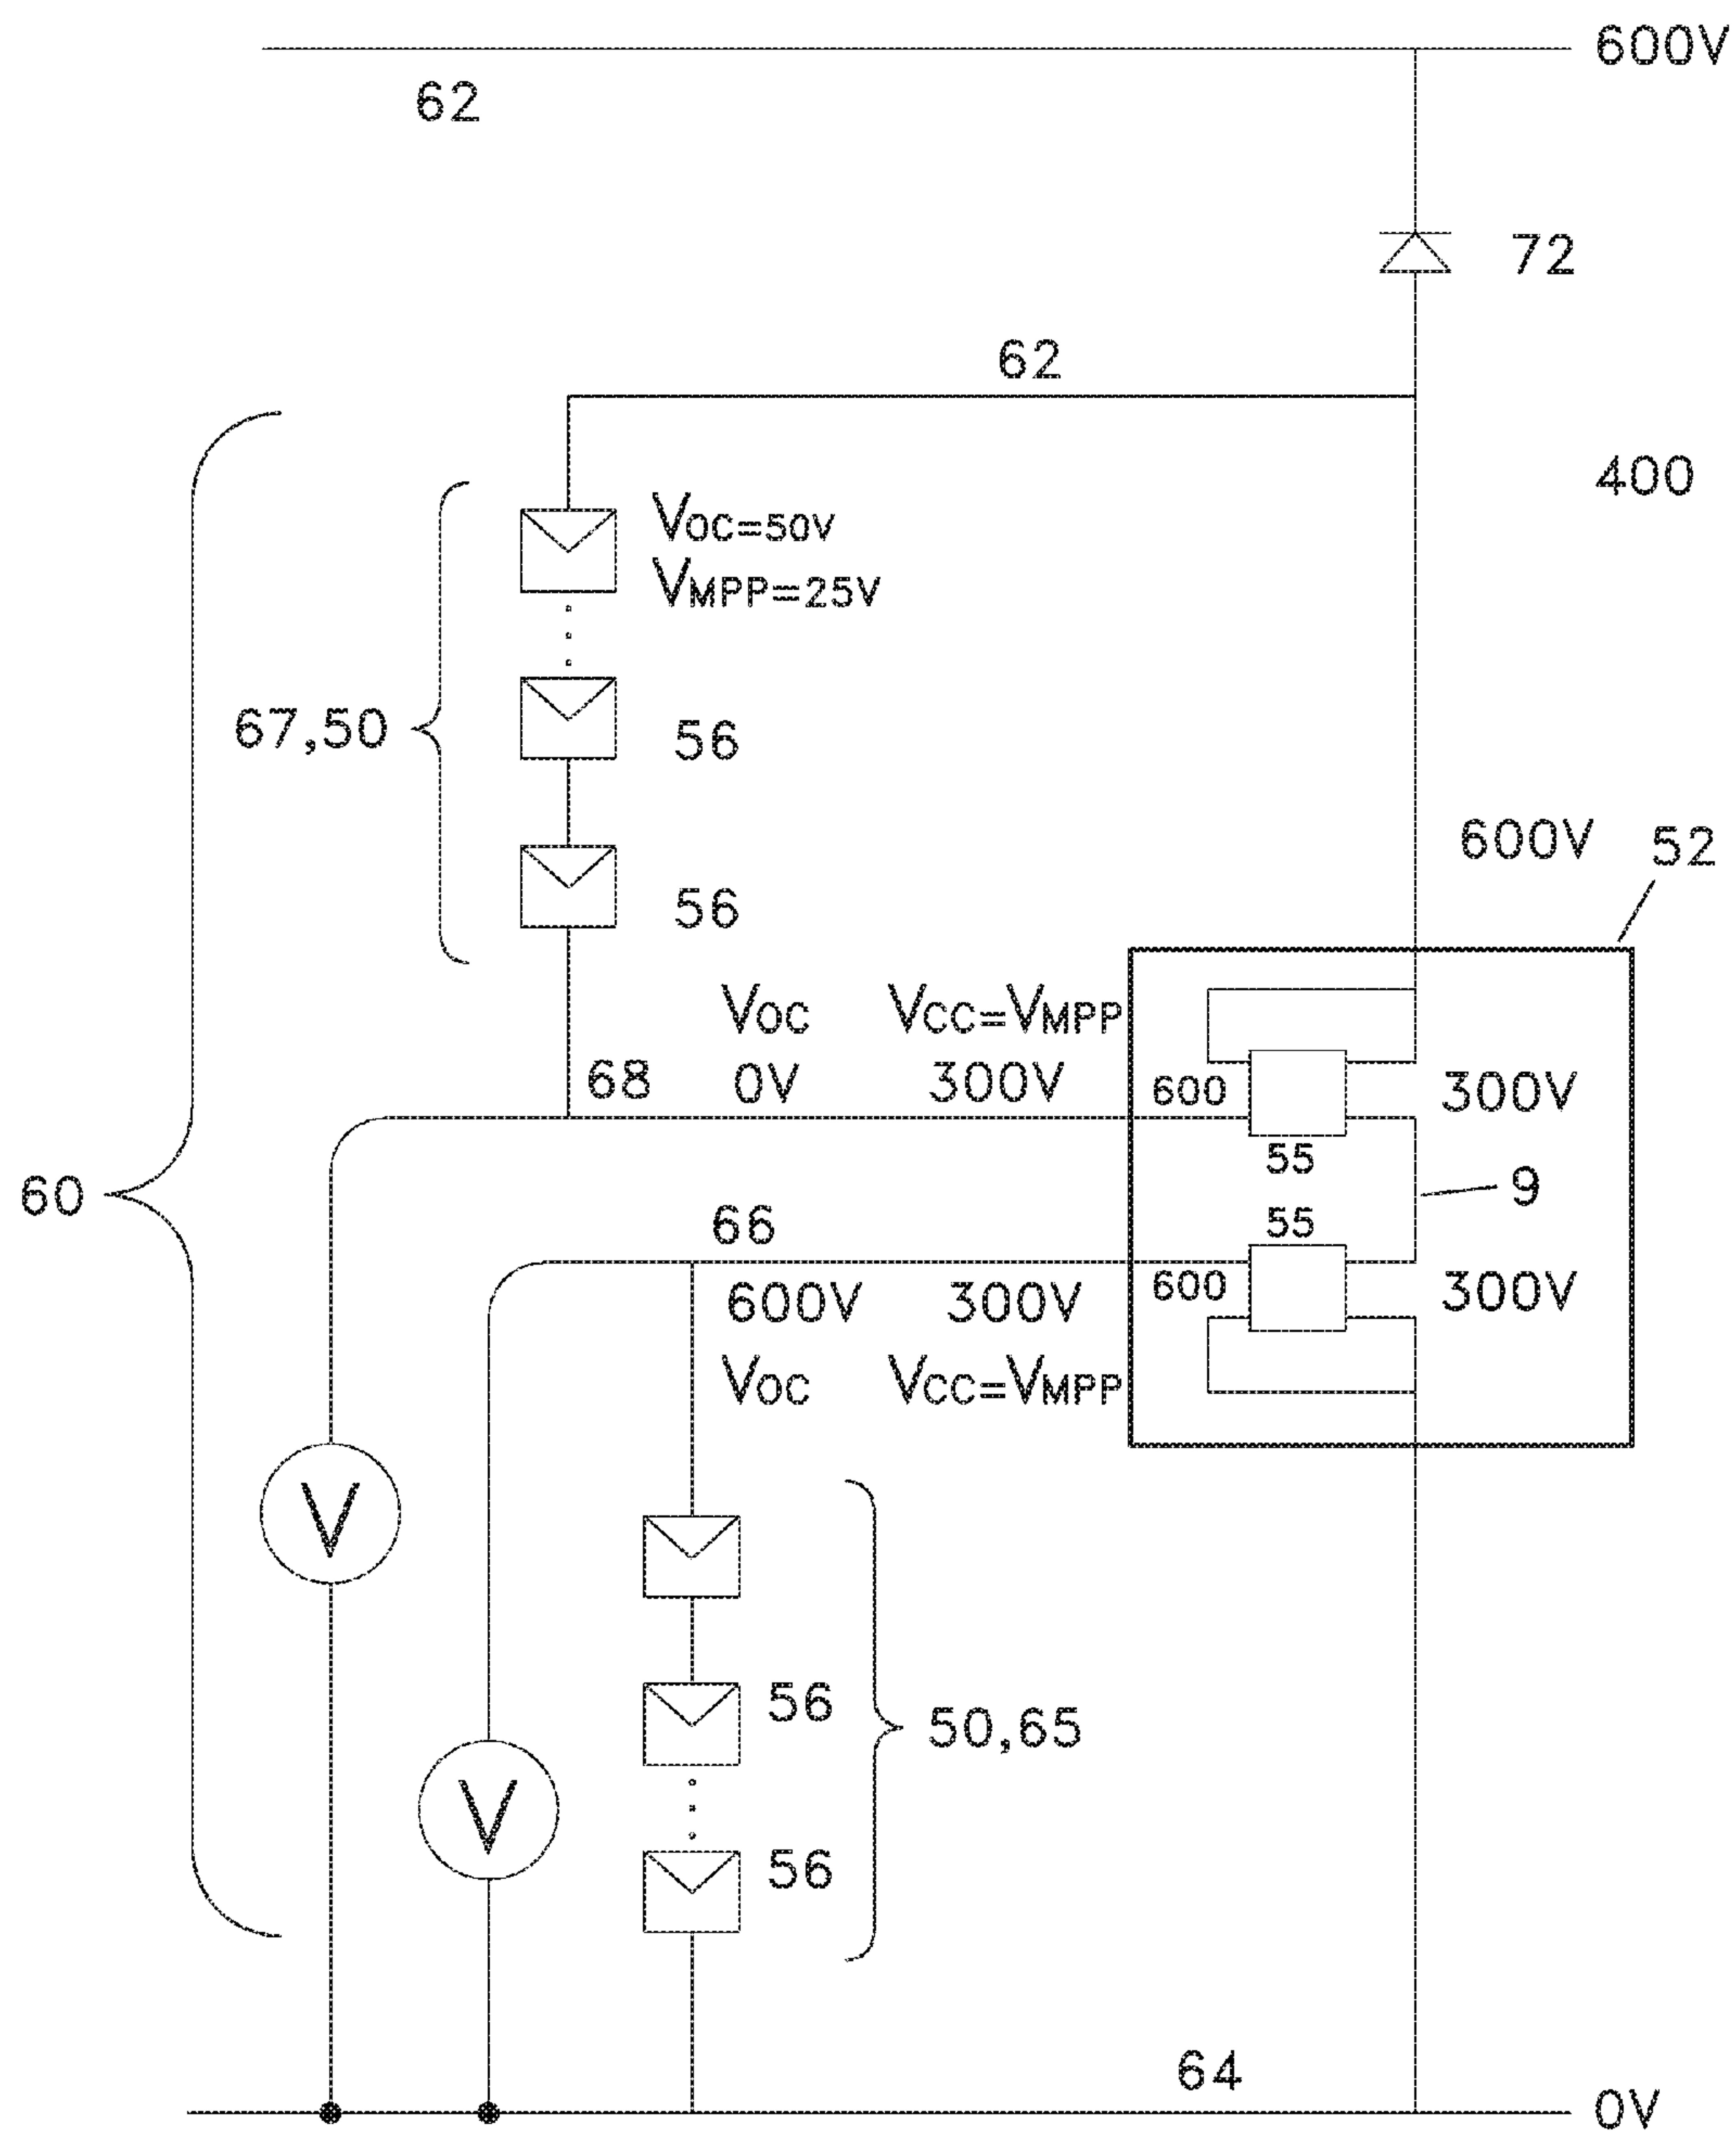 600V
62
72
62
400
VOC=50V
VMPP=25V
67,50
56
56
600V 52
VOC VCC=VMPP
68 0V 300V 600 300V
55
60
9
66
55
600V 300V 600 300V
VOC VCC=VMPP
V
56
50,65
V
56
64
0V